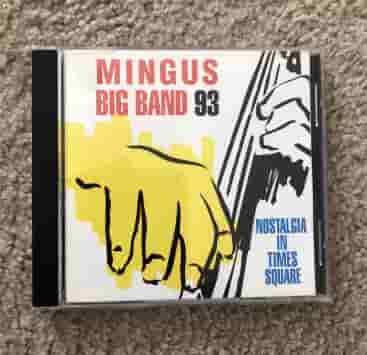 MINGUS
BIG BAND 93
NOSTALGIA
IN
TIMES
SQUARE